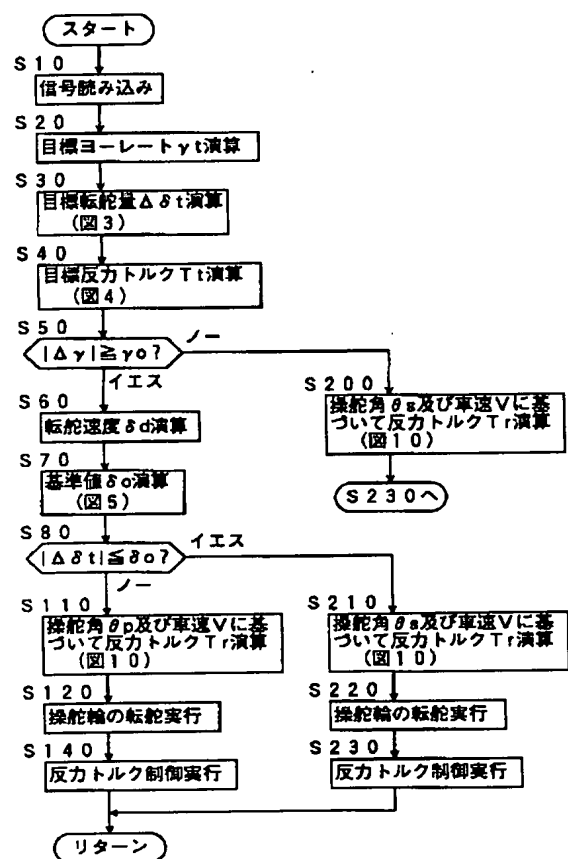 スタート
S10
信号読み込み
S20
目標ヨーレートγt演算
S30
目標転舵量Δδt演算
(図3)
S40
目標反力トルクTt演算
(図4)
S50
|Δγ|≧γo?
ノー
イエス
S60
転舵速度δd演算
S70
基準値δo演算
(図5)
S80
|Δδt|≦δo?
イエス
ノー
S110
操舵角θp及び車速Vに基
づいて反力トルクTr演算
(図10)
S120
操舵輪の転舵実行
S140
反力トルク制御実行
リターン
S200
操舵角θs及び車速Vに基
づいて反力トルクTr演算
(図10)
S230へ
S210
操舵角θs及び車速Vに基
づいて反力トルクTr演算
(図10)
S220
操舵輪の転舵実行
S230
反力トルク制御実行